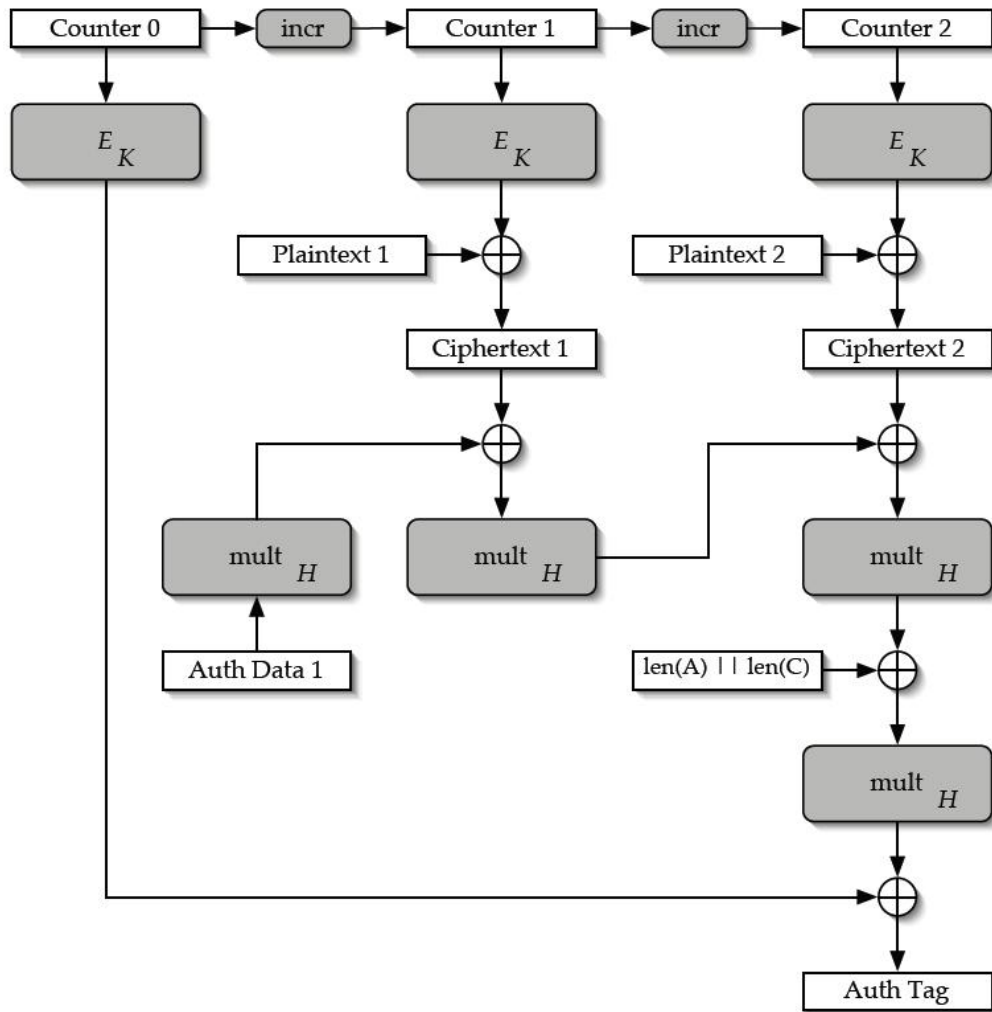 Counter 0
incr
Counter 1
incr
Counter 2
E K
E K
E K
Plaintext 1
Plaintext 2
Ciphertext 1
Ciphertext 2
mult H
mult H
mult H
Auth Data 1
len(A) || len(C)
mult H
Auth Tag